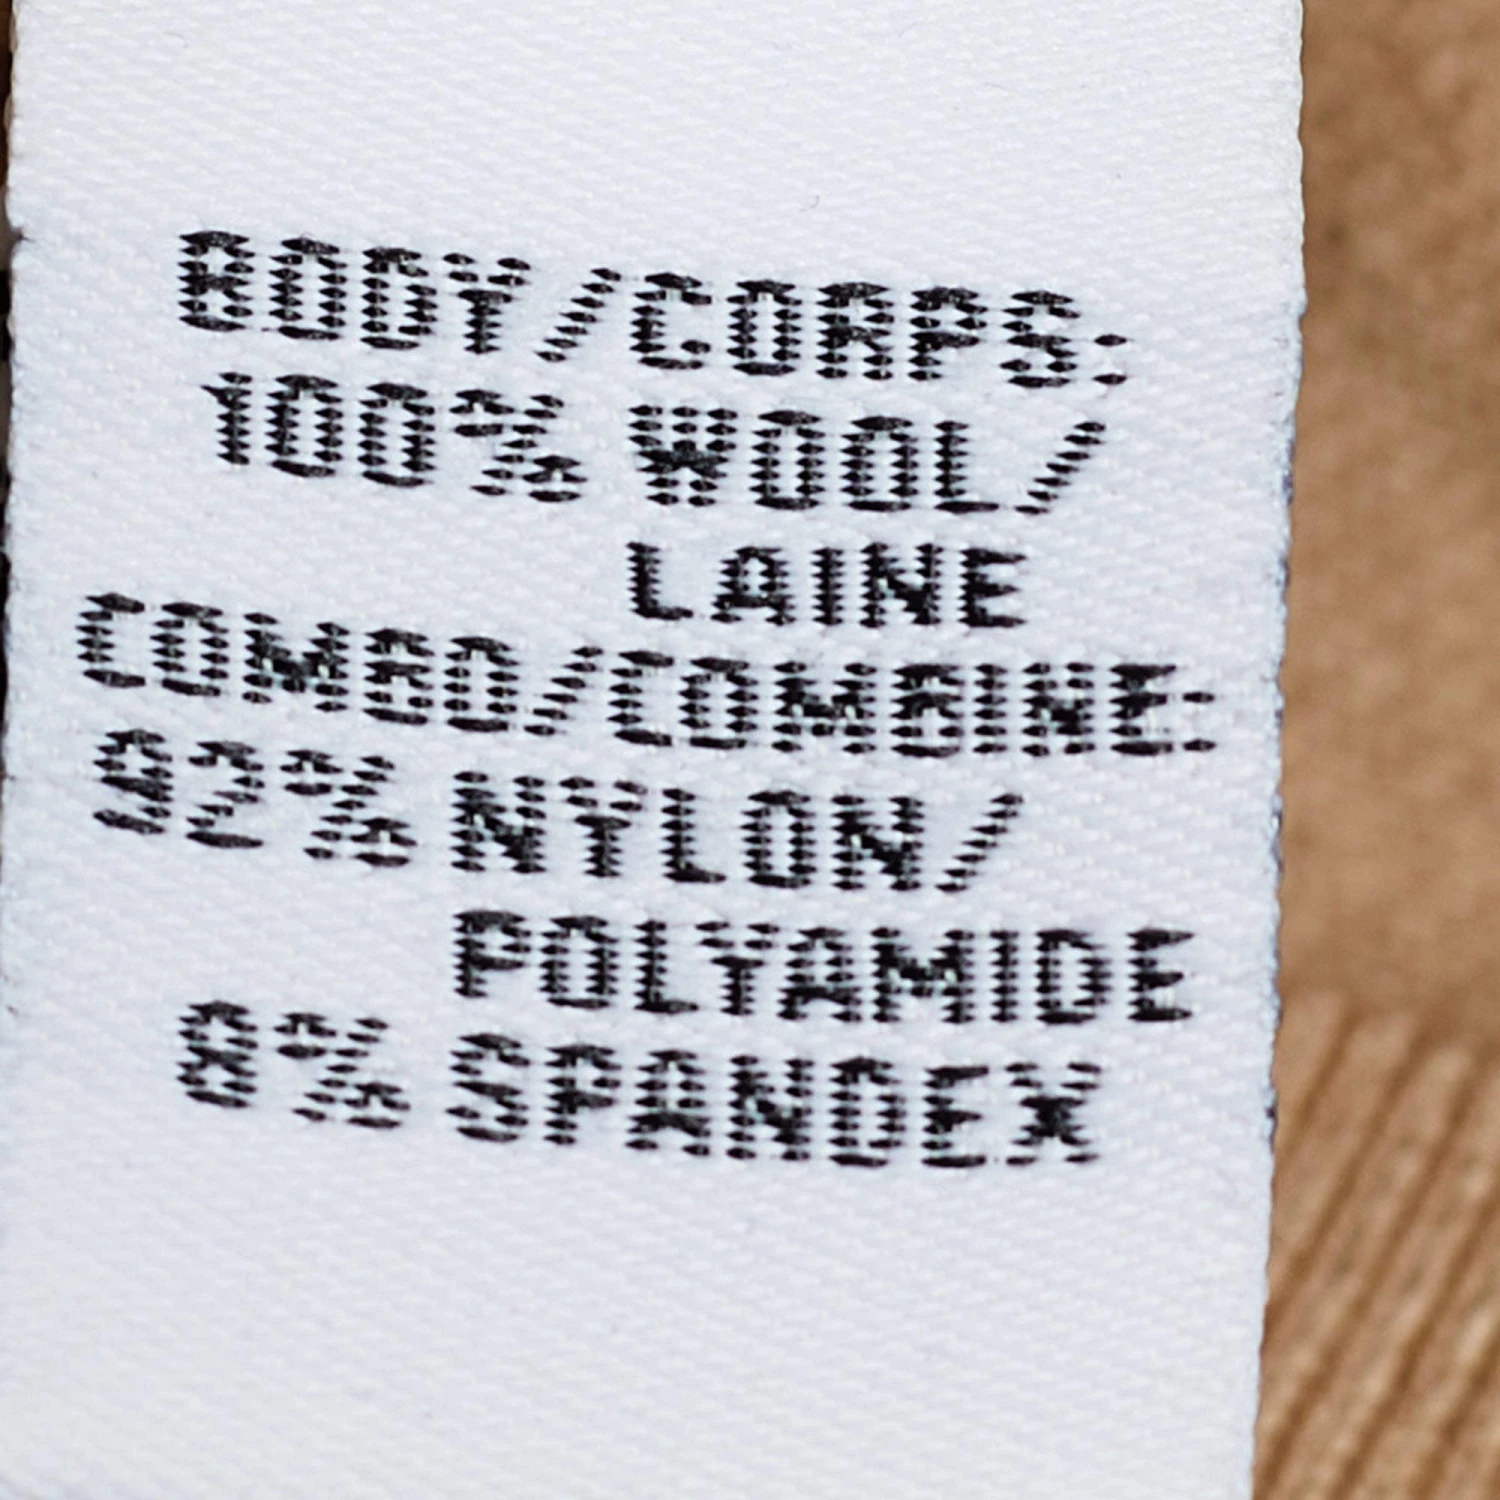 BODY/CORPS:
100% WOOL/
LAINE
COMBO/COMBINE:
92% NYLON/
POLYAMIDE
8% SPANDEX